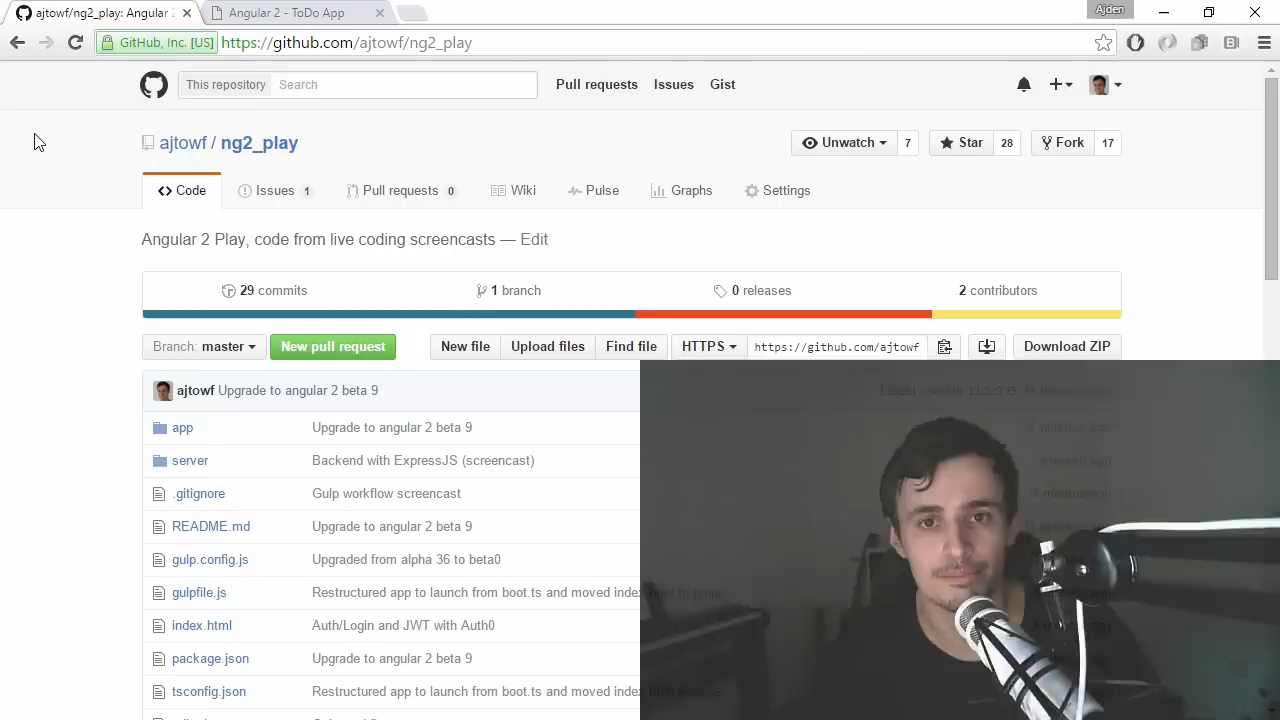 ajtowf/ng2_play: Angular 2
Angular 2 - ToDo App
Ajden
GitHub, Inc. [US]
https://github.com/ajtowf/ng2_play
This repository
Search
Pull requests
Issues
Gist
ajtowf / ng2_play
Unwatch
7
Star
28
Fork
17
Code
Issues 1
Pull requests 0
Wiki
Pulse
Graphs
Settings
Angular 2 Play, code from live coding screencasts — Edit
29 commits
1 branch
0 releases
2 contributors
Branch: master
New pull request
New file
Upload files
Find file
HTTPS
https://github.com/ajtowf
Download ZIP
ajtowf Upgrade to angular 2 beta 9
app
Upgrade to angular 2 beta 9
server
Backend with ExpressJS (screencast)
.gitignore
Gulp workflow screencast
README.md
Upgrade to angular 2 beta 9
gulp.config.js
Upgraded from alpha 36 to beta0
gulpfile.js
Restructured app to launch from boot.ts and moved index
index.html
Auth/Login and JWT with Auth0
package.json
Upgrade to angular 2 beta 9
tsconfig.json
Restructured app to launch from boot.ts and moved index